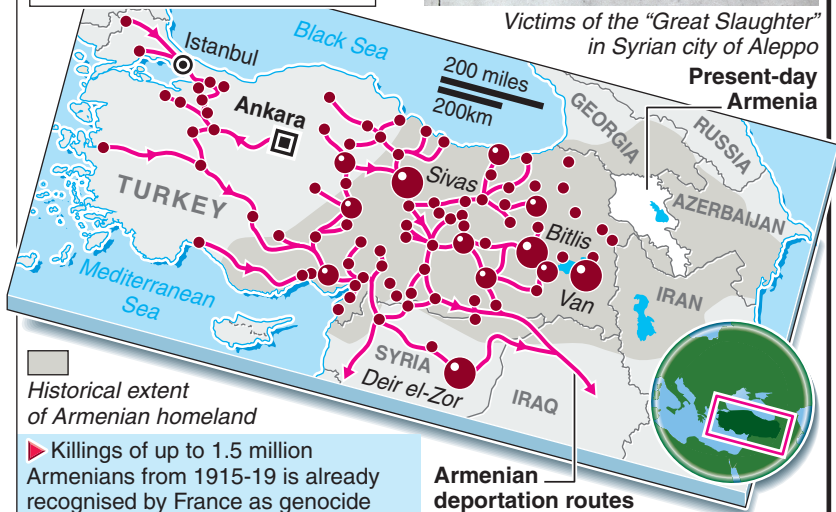 Victims of the “Great Slaughter”
in Syrian city of Aleppo
Present-day
Armenia
Black Sea
Istanbul
200 miles
200km
Ankara
GEORGIA
RUSSIA
TURKEY
Sivas
AZERBAIJAN
Bitlis
Van
IRAN
Mediterranean
Sea
SYRIA
Deir el-Zor
IRAQ
Historical extent
of Armenian homeland
Killings of up to 1.5 million
Armenians from 1915-19 is already
recognised by France as genocide
Armenian
deportation routes